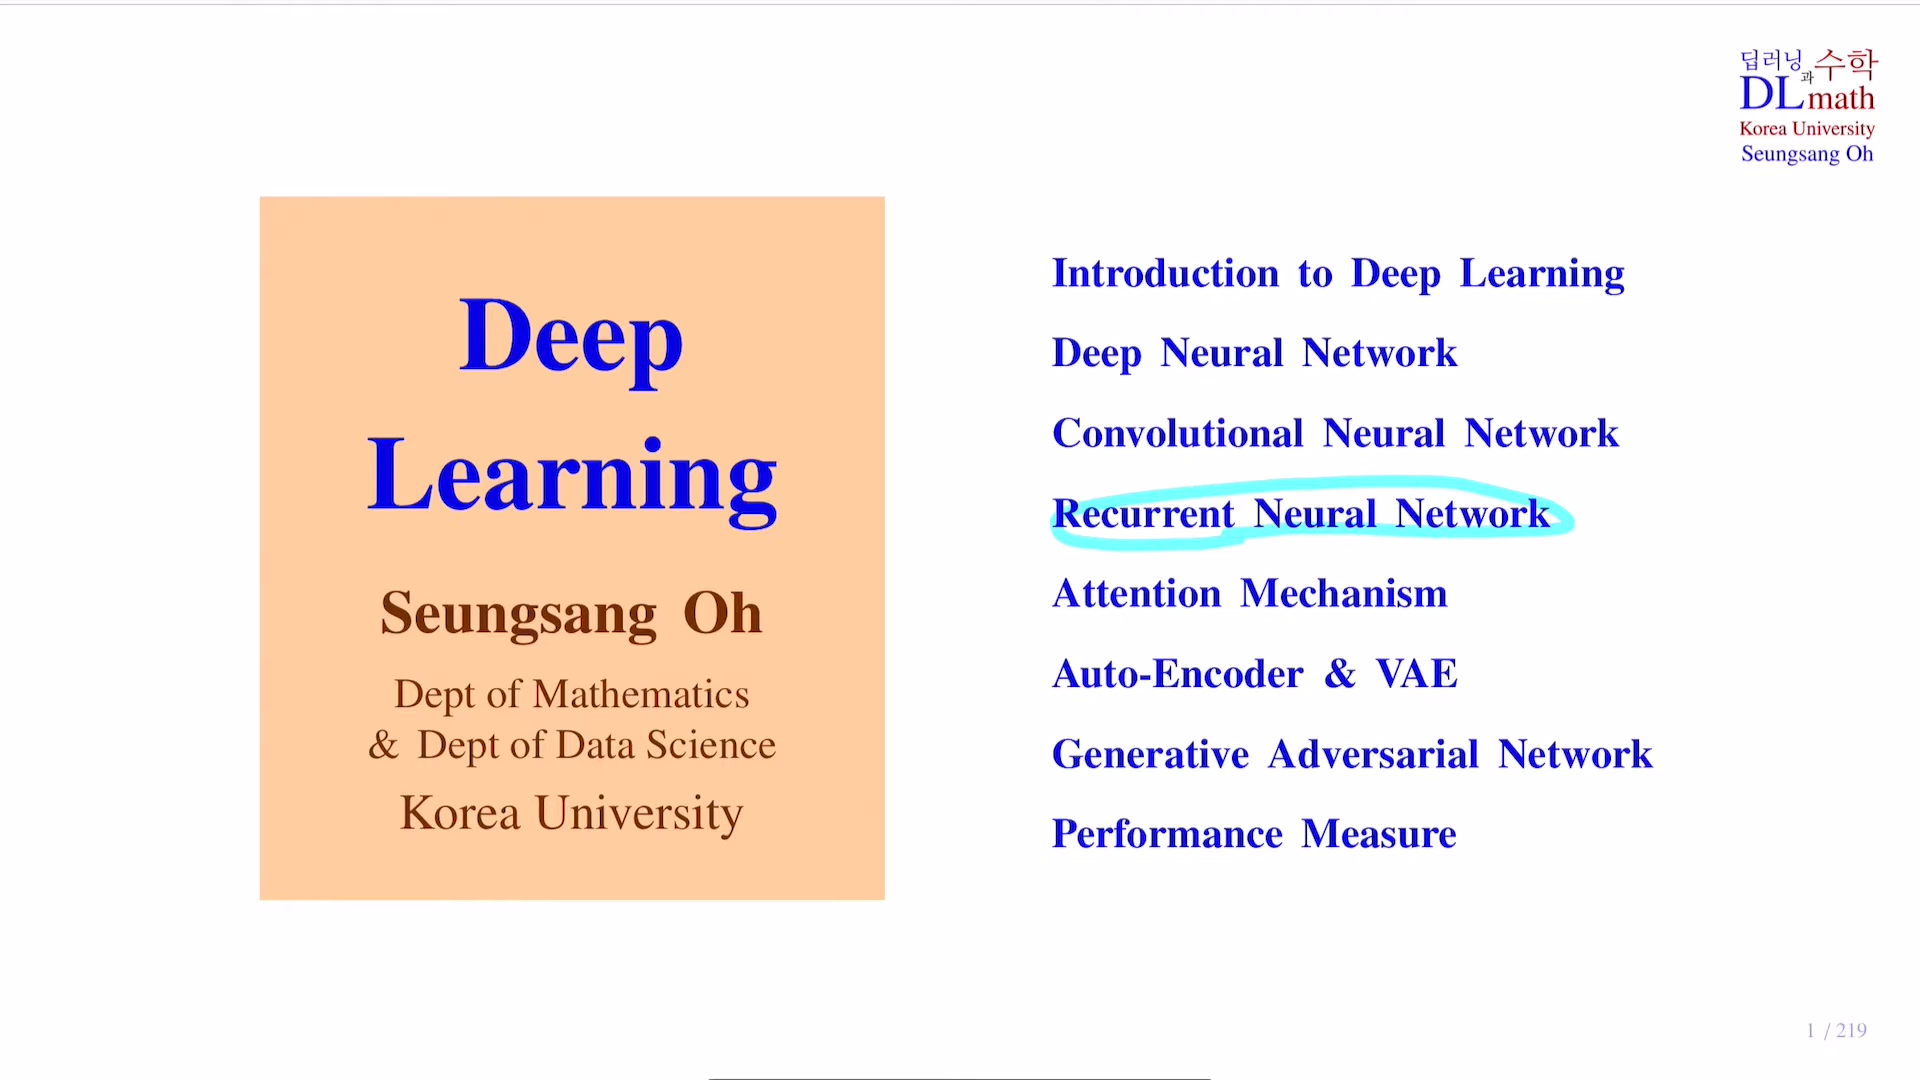 딥러닝과 수학
DL math
Korea University
Seungsang Oh
Deep
Learning
Seungsang Oh
Dept of Mathematics
& Dept of Data Science
Korea University
Introduction to Deep Learning
Deep Neural Network
Convolutional Neural Network
Recurrent Neural Network
Attention Mechanism
Auto-Encoder & VAE
Generative Adversarial Network
Performance Measure
1 / 219